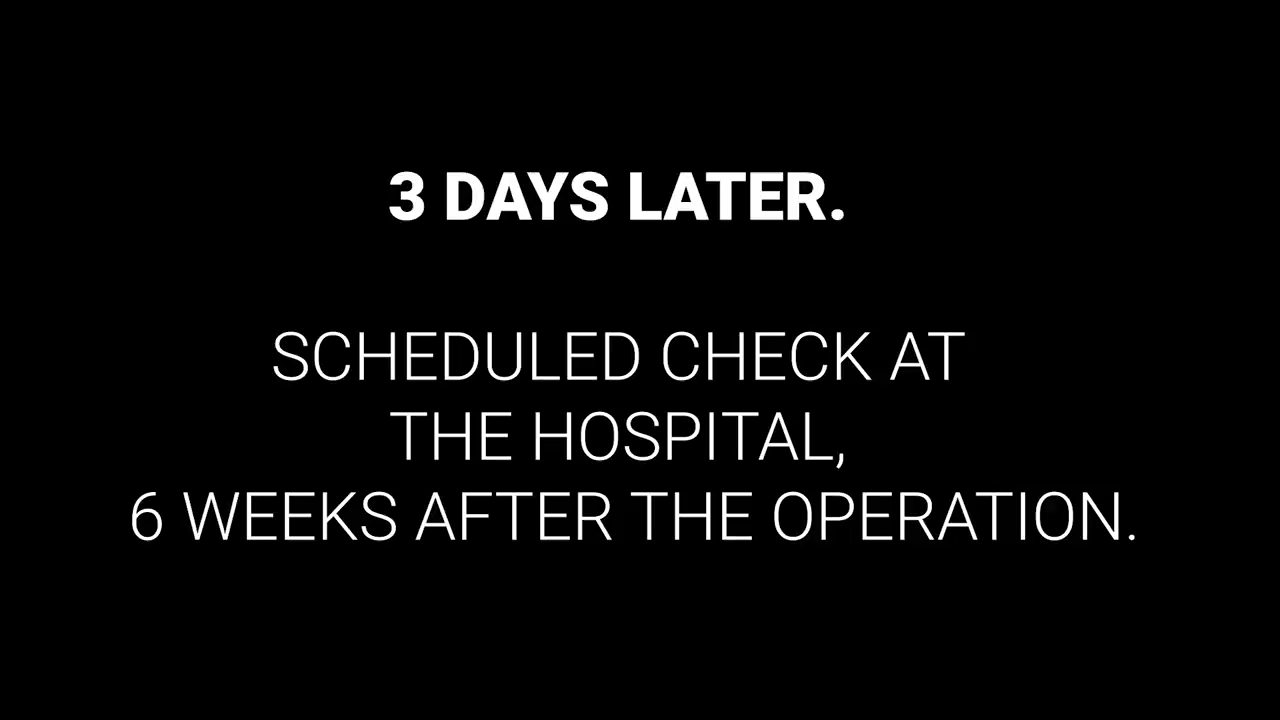 3 DAYS LATER.
SCHEDULED CHECK AT
THE HOSPITAL,
6 WEEKS AFTER THE OPERATION.